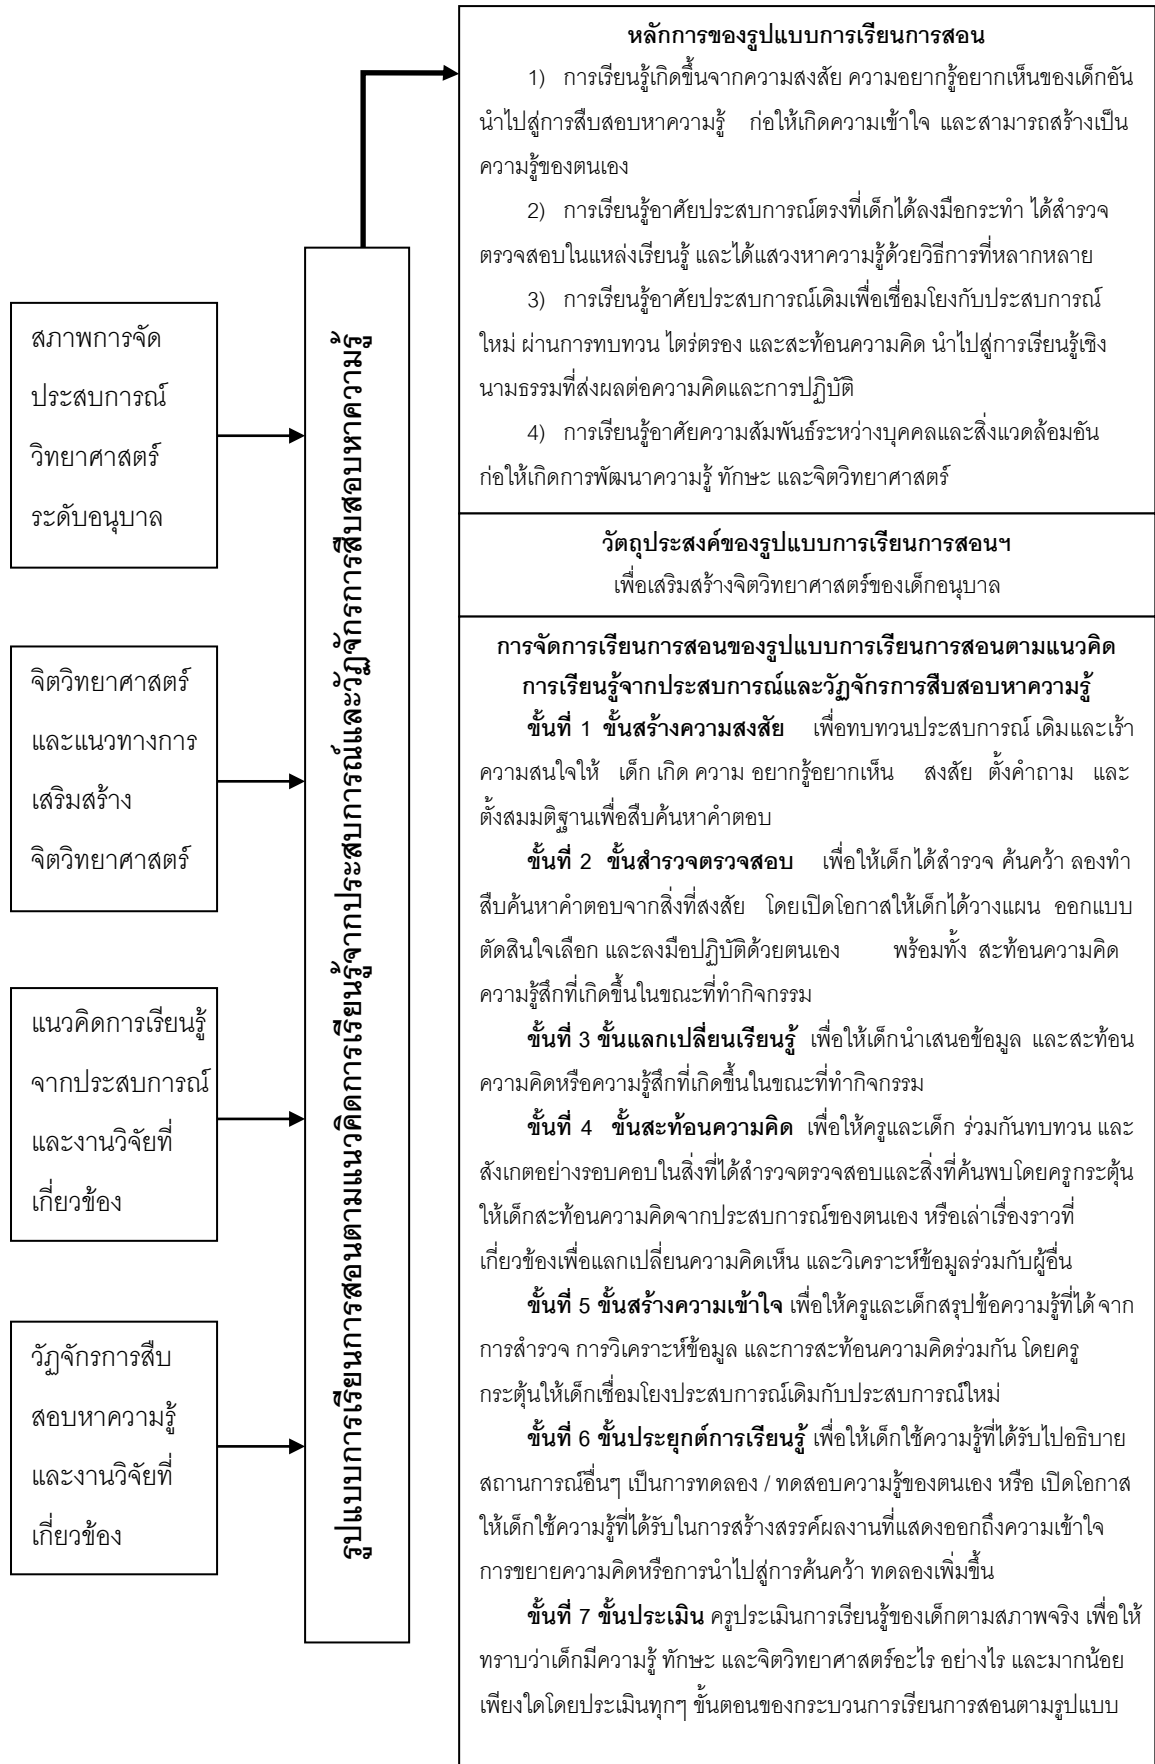 สภาพการจัด
ประสบการณ์
วิทยาศาสตร์
ระดับอนุบาล
จิตวิทยาศาสตร์
และแนวทางการ
เสริมสร้าง
จิตวิทยาศาสตร์
แนวคิดการเรียนรู้
จากประสบการณ์
และงานวิจัยที่
เกี่ยวข้อง
วัฏจักรการสืบ
สอบหาความรู้
และงานวิจัยที่
เกี่ยวข้อง
รูปแบบการเรียนการสอนตามแนวคิดการเรียนรู้จากประสบการณ์และวัฏจักรการสืบสอบหาความรู้
หลักการของรูปแบบการเรียนการสอน
1) การเรียนรู้เกิดขึ้นจากความสงสัย ความอยากรู้อยากเห็นของเด็กอัน
นำไปสู่การสืบสอบหาความรู้ ก่อให้เกิดความเข้าใจ และสามารถสร้างเป็น
ความรู้ของตนเอง
2) การเรียนรู้อาศัยประสบการณ์ตรงที่เด็กได้ลงมือกระทำ ได้สำรวจ
ตรวจสอบในแหล่งเรียนรู้ และได้แสวงหาความรู้ด้วยวิธีการที่หลากหลาย
3) การเรียนรู้อาศัยประสบการณ์เดิมเพื่อเชื่อมโยงกับประสบการณ์
ใหม่ ผ่านการทบทวน ไตร่ตรอง และสะท้อนความคิด นำไปสู่การเรียนรู้เชิง
นามธรรมที่ส่งผลต่อความคิดและการปฏิบัติ
4) การเรียนรู้อาศัยความสัมพันธ์ระหว่างบุคคลและสิ่งแวดล้อมอัน
ก่อให้เกิดการพัฒนาความรู้ ทักษะ และจิตวิทยาศาสตร์
วัตถุประสงค์ของรูปแบบการเรียนการสอนฯ
เพื่อเสริมสร้างจิตวิทยาศาสตร์ของเด็กอนุบาล
การจัดการเรียนการสอนของรูปแบบการเรียนการสอนตามแนวคิด
การเรียนรู้จากประสบการณ์และวัฏจักรการสืบสอบหาความรู้
ขั้นที่ 1 ขั้นสร้างความสงสัย เพื่อทบทวนประสบการณ์ เดิมและเร้า
ความสนใจให้ เด็ก เกิด ความ อยากรู้อยากเห็น สงสัย ตั้งคำถาม และ
ตั้งสมมติฐานเพื่อสืบค้นหาคำตอบ
ขั้นที่ 2 ขั้นสำรวจตรวจสอบ เพื่อให้เด็กได้สำรวจ ค้นคว้า ลองทำ
สืบค้นหาคำตอบจากสิ่งที่สงสัย โดยเปิดโอกาสให้เด็กได้วางแผน ออกแบบ
ตัดสินใจเลือก และลงมือปฏิบัติด้วยตนเอง พร้อมทั้ง สะท้อนความคิด
ความรู้สึกที่เกิดขึ้นในขณะที่ทำกิจกรรม
ขั้นที่ 3 ขั้นแลกเปลี่ยนเรียนรู้ เพื่อให้เด็กนำเสนอข้อมูล และสะท้อน
ความคิดหรือความรู้สึกที่เกิดขึ้นในขณะที่ทำกิจกรรม
ขั้นที่ 4 ขั้นสะท้อนความคิด เพื่อให้ครูและเด็ก ร่วมกันทบทวน และ
สังเกตอย่างรอบคอบในสิ่งที่ได้สำรวจตรวจสอบและสิ่งที่ค้นพบโดยครูกระตุ้น
ให้เด็กสะท้อนความคิดจากประสบการณ์ของตนเอง หรือเล่าเรื่องราวที่
เกี่ยวข้องเพื่อแลกเปลี่ยนความคิดเห็น และวิเคราะห์ข้อมูลร่วมกับผู้อื่น
ขั้นที่ 5 ขั้นสร้างความเข้าใจ เพื่อให้ครูและเด็กสรุปข้อความรู้ที่ได้จาก
การสำรวจ การวิเคราะห์ข้อมูล และการสะท้อนความคิดร่วมกัน โดยครู
กระตุ้นให้เด็กเชื่อมโยงประสบการณ์เดิมกับประสบการณ์ใหม่
ขั้นที่ 6 ขั้นประยุกต์การเรียนรู้ เพื่อให้เด็กใช้ความรู้ที่ได้รับไปอธิบาย
สถานการณ์อื่นๆ เป็นการทดลอง / ทดสอบความรู้ของตนเอง หรือ เปิดโอกาส
ให้เด็กใช้ความรู้ที่ได้รับในการสร้างสรรค์ผลงานที่แสดงออกถึงความเข้าใจ
การขยายความคิดหรือการนำไปสู่การค้นคว้า ทดลองเพิ่มขึ้น
ขั้นที่ 7 ขั้นประเมิน ครูประเมินการเรียนรู้ของเด็กตามสภาพจริง เพื่อให้
ทราบว่าเด็กมีความรู้ ทักษะ และจิตวิทยาศาสตร์อะไร อย่างไร และมากน้อย
เพียงใดโดยประเมินทุกๆ ขั้นตอนของกระบวนการเรียนการสอนตามรูปแบบ